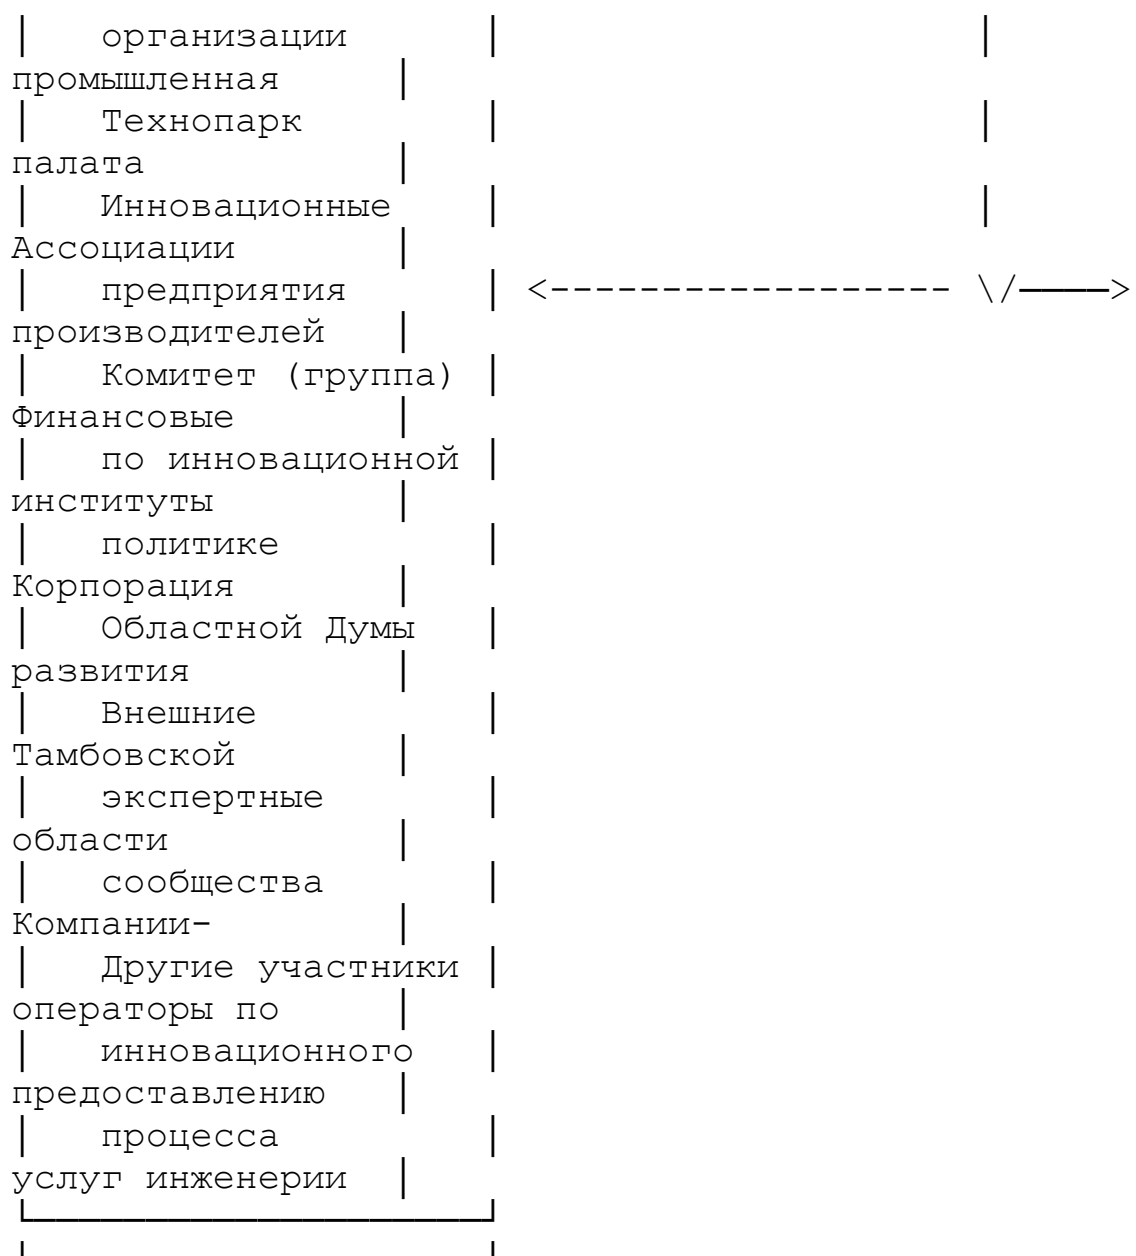 организации
промышленная
Технопарк
палата
Инновационные
Ассоциации
предприятия <------------------ \/────>
производителей
Комитет (группа)
Финансовые
по инновационной
институты
политике
Корпорация
Областной Думы
развития
Внешние
Тамбовской
экспертные
области
сообщества
Компании-
Другие участники
операторы по
инновационного
предоставлению
процесса
услуг инженерии